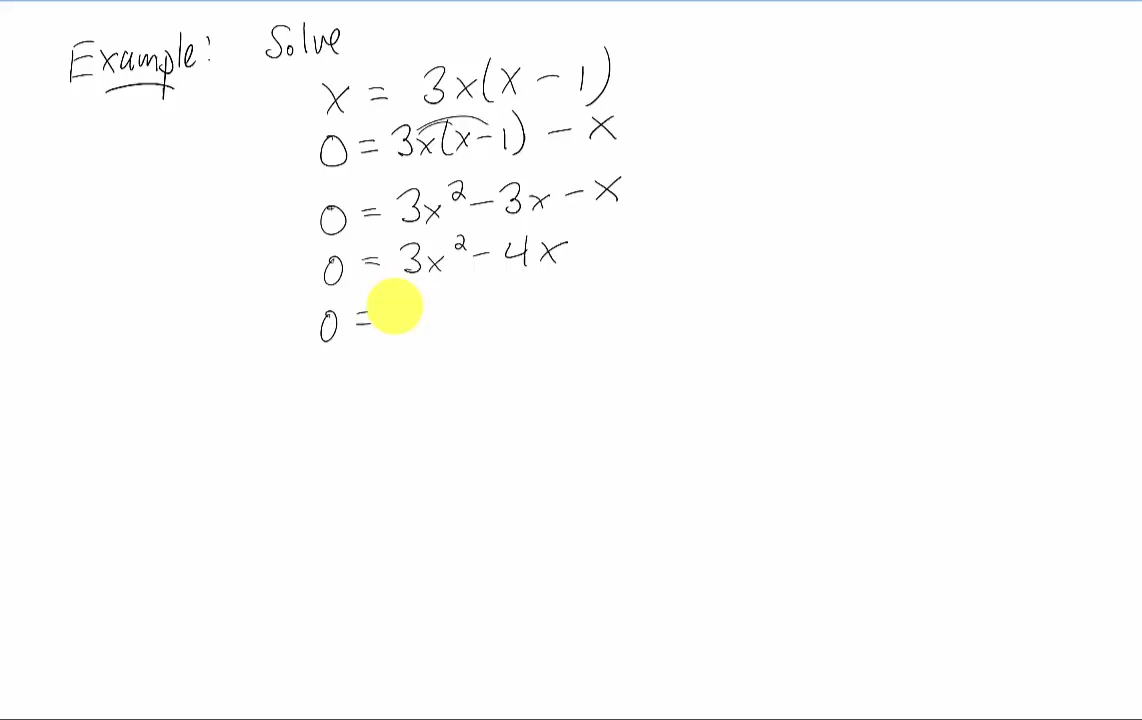 Example: Solve
x = 3x(x - 1)
0 = 3x(x-1) - x
0 = 3x² - 3x - x
0 = 3x² - 4x
0 =